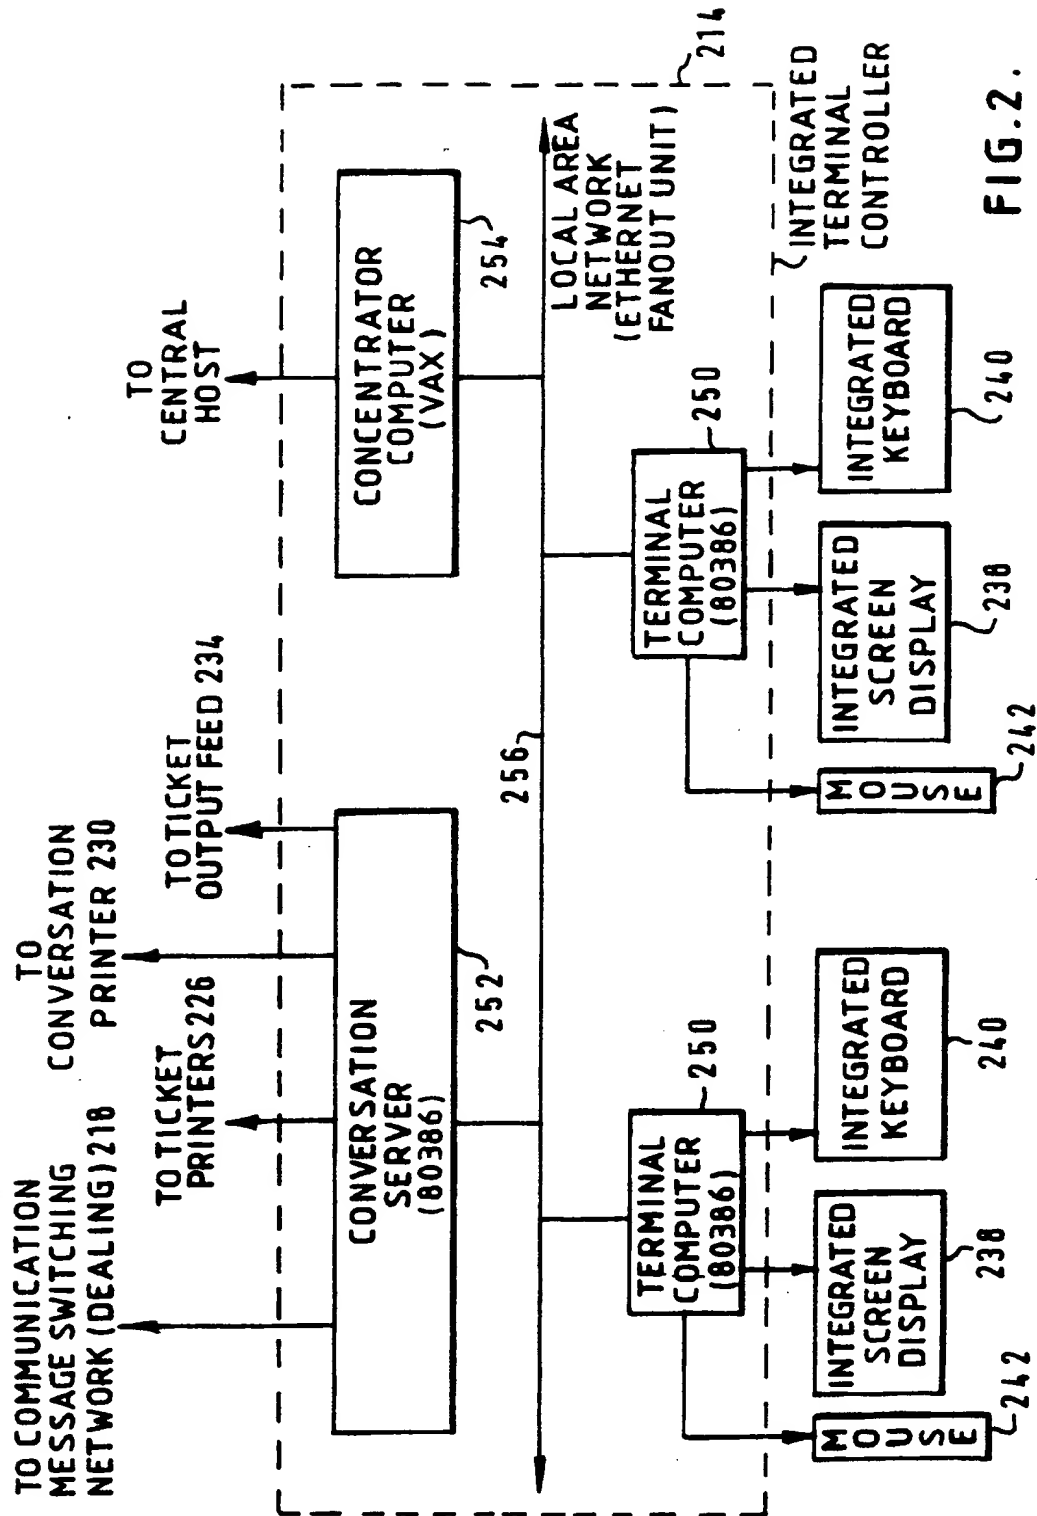 TO COMMUNICATION
MESSAGE SWITCHING
NETWORK (DEALING) 218
TO TICKET
PRINTERS 226
TO
CONVERSATION
PRINTER 230
TO TICKET
OUTPUT FEED 234
TO
CENTRAL
HOST
CONVERSATION
SERVER
(80386)
252
CONCENTRATOR
COMPUTER
(VAX)
254
256
LOCAL AREA
NETWORK
(ETHERNET
FANOUT UNIT)
214
TERMINAL
COMPUTER
(80386)
250
TERMINAL
COMPUTER
(80386)
250
INTEGRATED
TERMINAL
CONTROLLER
MOUSE
242
INTEGRATED
SCREEN
DISPLAY
238
INTEGRATED
KEYBOARD
240
MOUSE
242
INTEGRATED
SCREEN
DISPLAY
238
INTEGRATED
KEYBOARD
240
FIG.2.